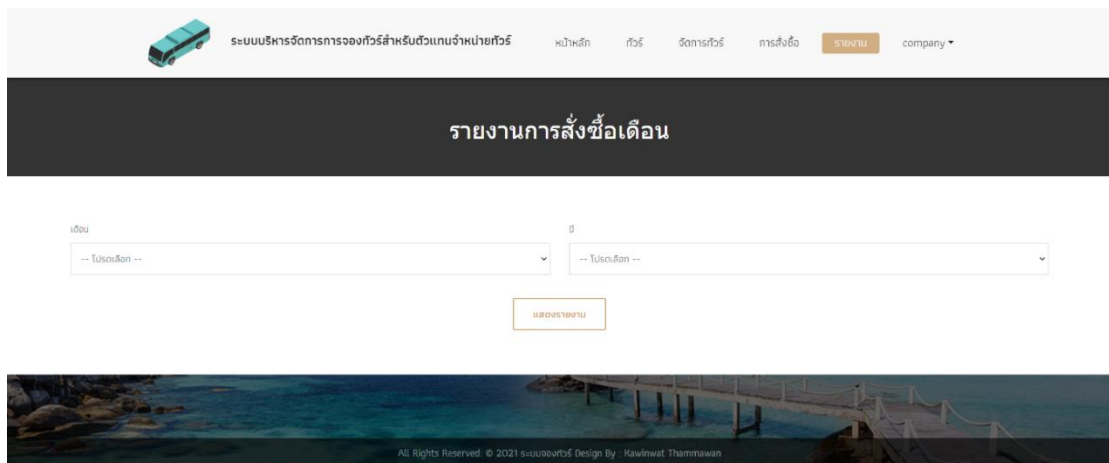 ระบบบริหารจัดการการจองทัวร์สำหรับตัวแทนจำหน่ายทัวร์ หน้าหลัก ทัวร์ จัดการทัวร์ การสั่งซื้อ รายงาน company
รายงานการสั่งซื้อเดือน
เดือน ปี
-- โปรดเลือก -- -- โปรดเลือก --
แสดงรายงาน
All Rights Reserved. © 2021 ระบบจองทัวร์ Design By : Kawinwat Thammawan